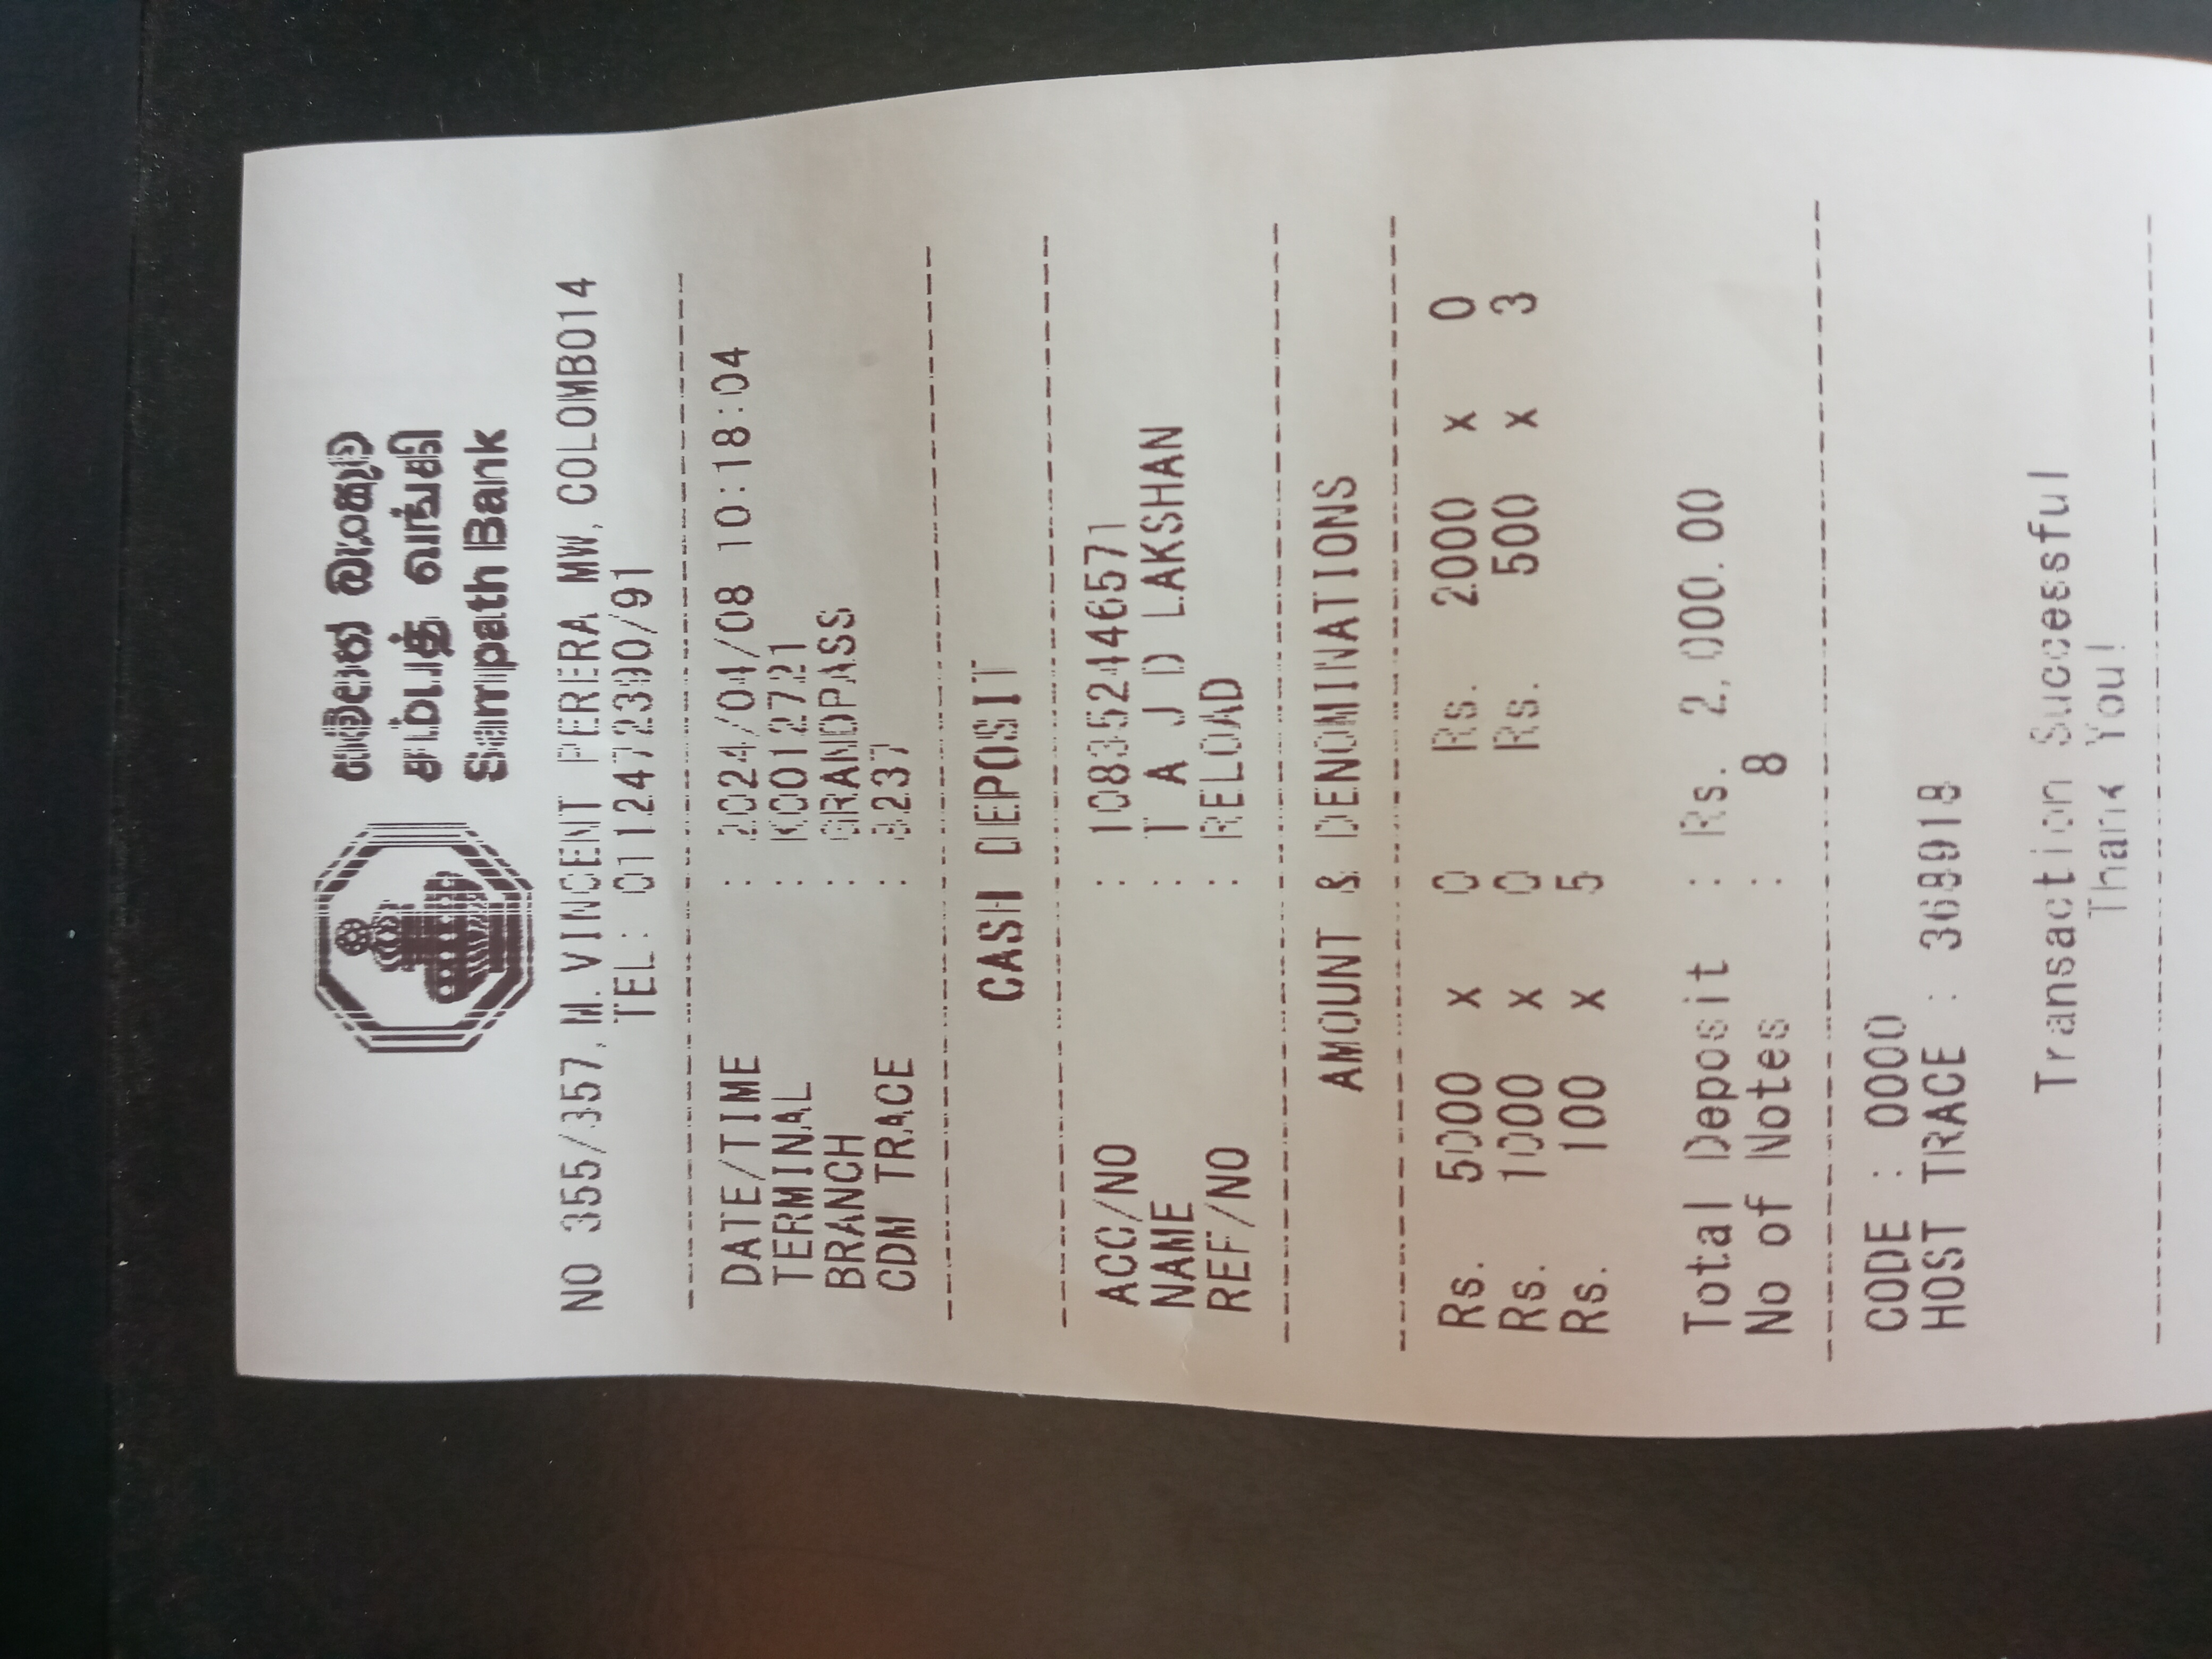 සම්පත් බැංකුව
சம்பத் வங்கி
Sampath Bank
NO 355/357, M. VINCENT PERERA MW, COLOMBO14
TEL: 0112472390/91
DATE/TIME : 2024/04/08 10:18:04
TERMINAL : K0012721
BRANCH : GRANDPASS
CDM TRACE : 3237
CASH DEPOSIT
ACC/NO : 108352446571
NAME : T A J D LAKSHAN
REF/NO : RELOAD
AMOUNT & DENOMINATIONS
Rs. 5000 x 0 Rs. 2000 x 0
Rs. 1000 x 0 Rs. 500 x 3
Rs. 100 x 5
Total Deposit : Rs. 2,000.00
No of Notes : 8
CODE : 0000
HOST TRACE : 368918
Transaction Successful
Thank You!